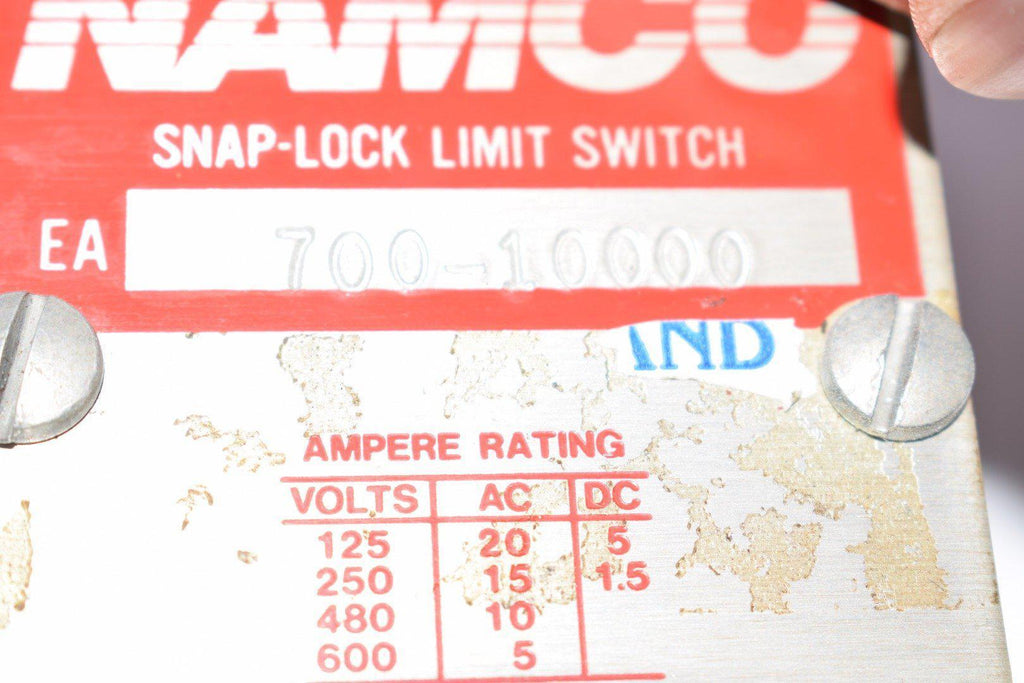 NAMCO
SNAP-LOCK LIMIT SWITCH
EA 700-10000
IND
AMPERE RATING
VOLTS AC DC
125 20 5
250 15 1.5
480 10
600 5